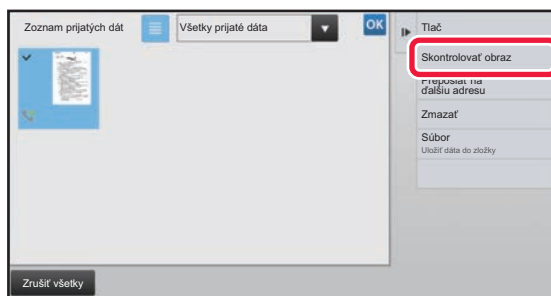 Zoznam prijatých dát
Všetky prijaté dáta
OK
Tlač
Skontrolovať obraz
Preposlať na
ďalšiu adresu
Zmazať
Súbor
Uložiť dáta do zložky
Zrušiť všetky